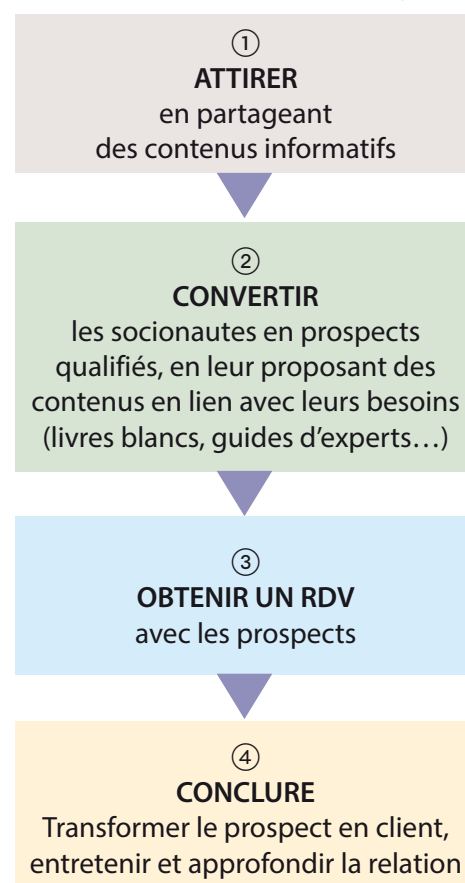 ①
ATTIRER
en partageant
des contenus informatifs
②
CONVERTIR
les socionautes en prospects
qualifiés, en leur proposant des
contenus en lien avec leurs besoins
(livres blancs, guides d’experts…)
③
OBTENIR UN RDV
avec les prospects
④
CONCLURE
Transformer le prospect en client,
entretenir et approfondir la relation